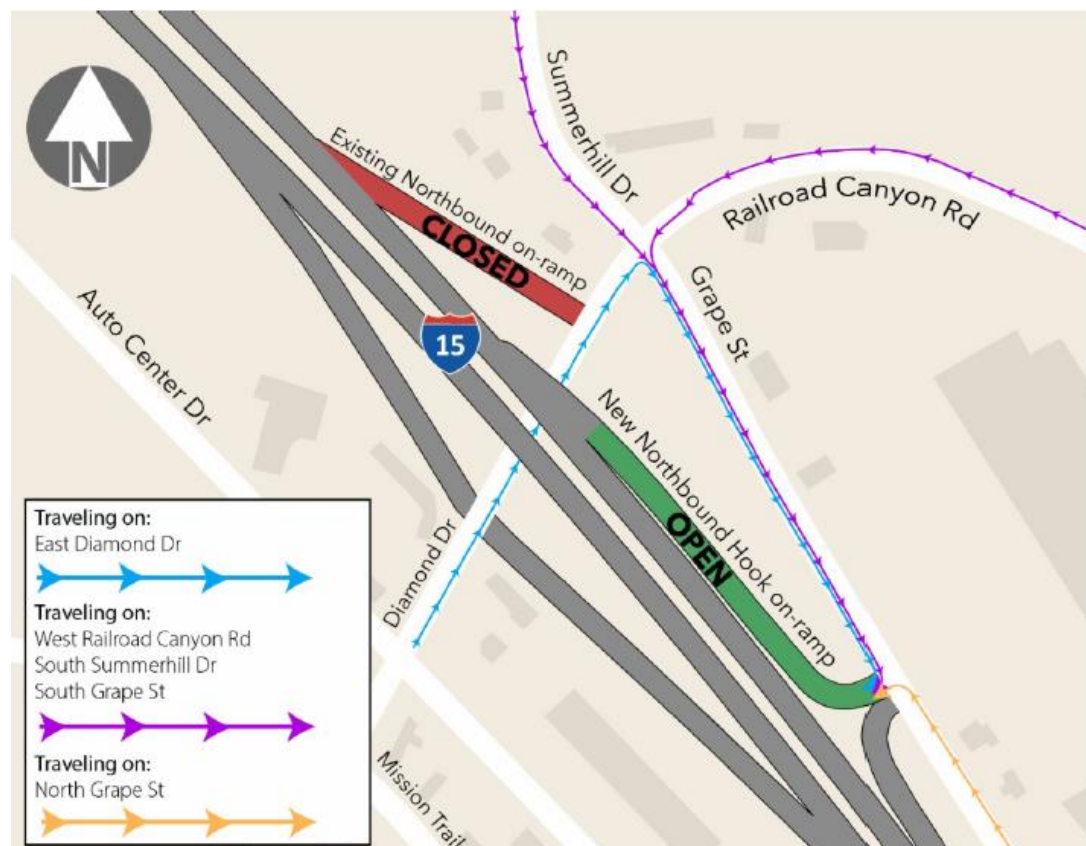 N
Summerhill Dr
Railroad Canyon Rd
Existing Northbound on-ramp
CLOSED
Grape St
Auto Center Dr
15
New Northbound Hook on-ramp
OPEN
Diamond Dr
Mission Trail
Traveling on:
East Diamond Dr
Traveling on:
West Railroad Canyon Rd
South Summerhill Dr
South Grape St
Traveling on:
North Grape St